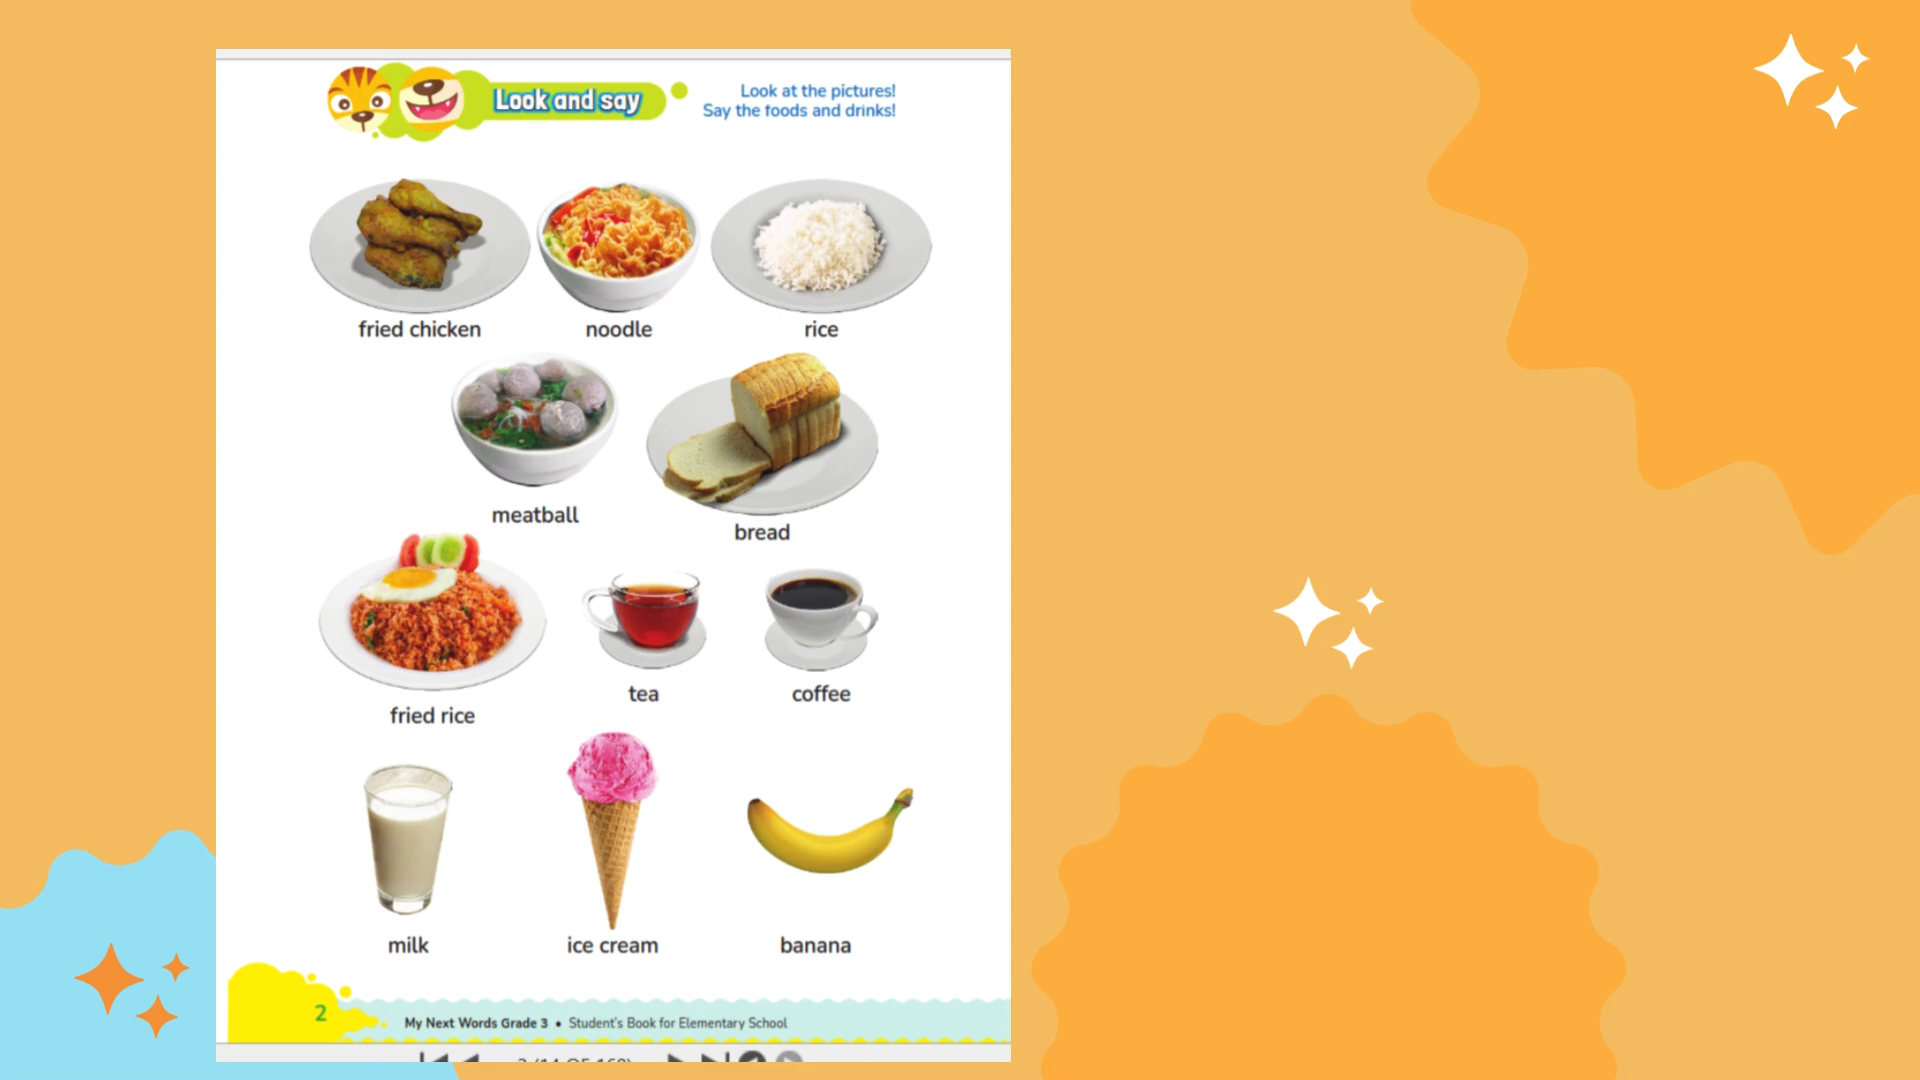 Look and say
Look at the pictures!
Say the foods and drinks!
fried chicken
noodle
rice
meatball
bread
fried rice
tea
coffee
milk
ice cream
banana
2
My Next Words Grade 3 • Student's Book for Elementary School